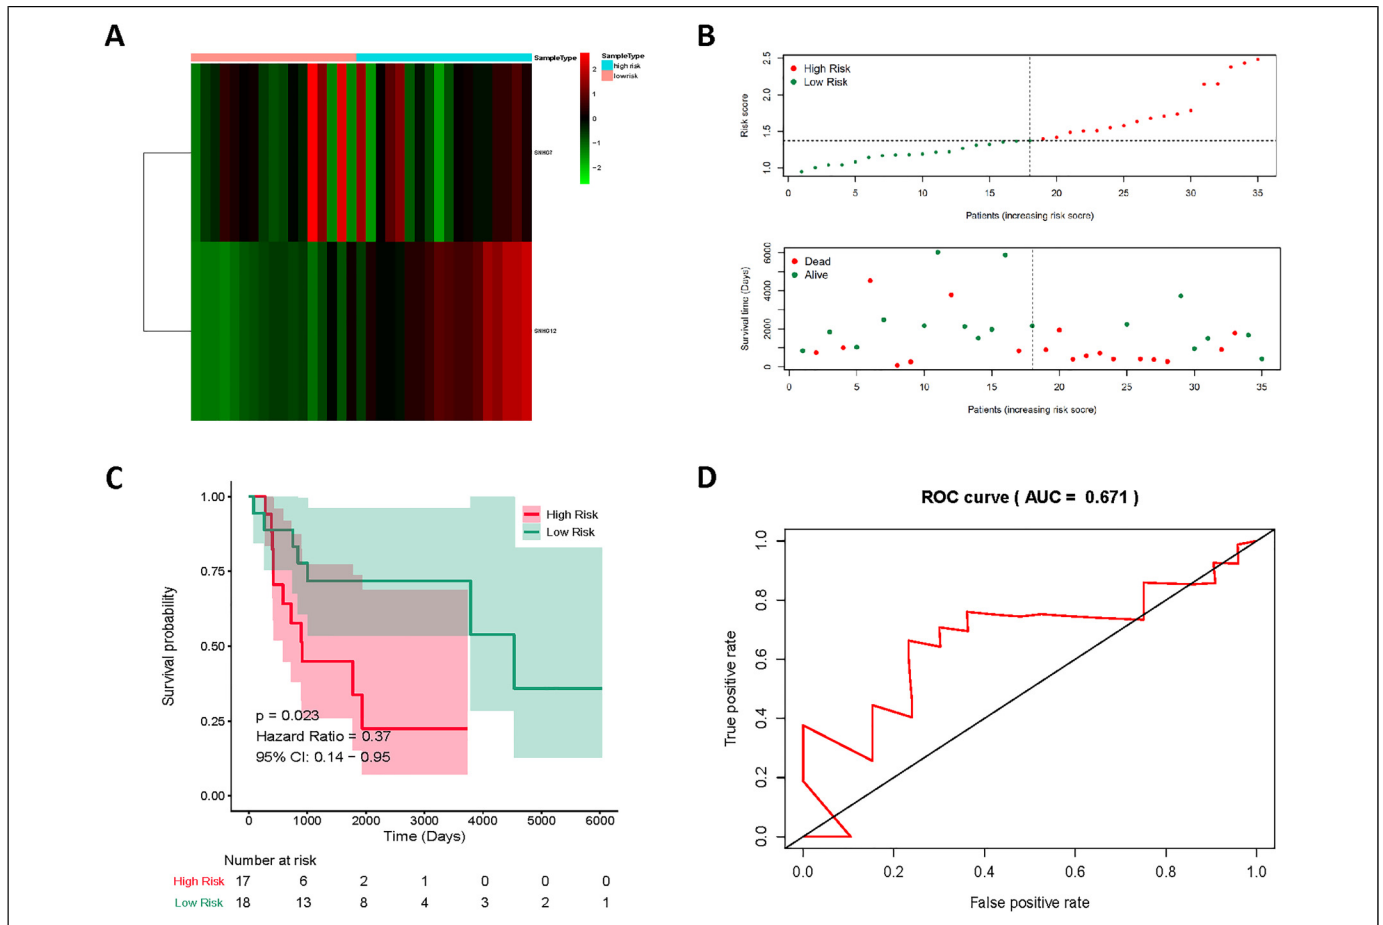 A
SampleType
2
1
0
−1
−2
SampleType
high risk
lowrisk
SNHG7
SNHG12
B
High Risk
Low Risk
Risk score
2.5
2.0
1.5
1.0
0 5 10 15 20 25 30 35
Patients (increasing risk socre)
Dead
Alive
Survival time (Days)
6000
4000
2000
0
0 5 10 15 20 25 30 35
Patients (increasing risk socre)
C
High Risk
Low Risk
Survival probability
1.00
0.75
0.50
0.25
0.00
p = 0.023
Hazard Ratio = 0.37
95% CI: 0.14 − 0.95
0 1000 2000 3000 4000 5000 6000
Time (Days)
Number at risk
High Risk 17 6 2 1 0 0 0
Low Risk 18 13 8 4 3 2 1
D
ROC curve ( AUC = 0.671 )
True positive rate
1.0
0.8
0.6
0.4
0.2
0.0
0.0 0.2 0.4 0.6 0.8 1.0
False positive rate